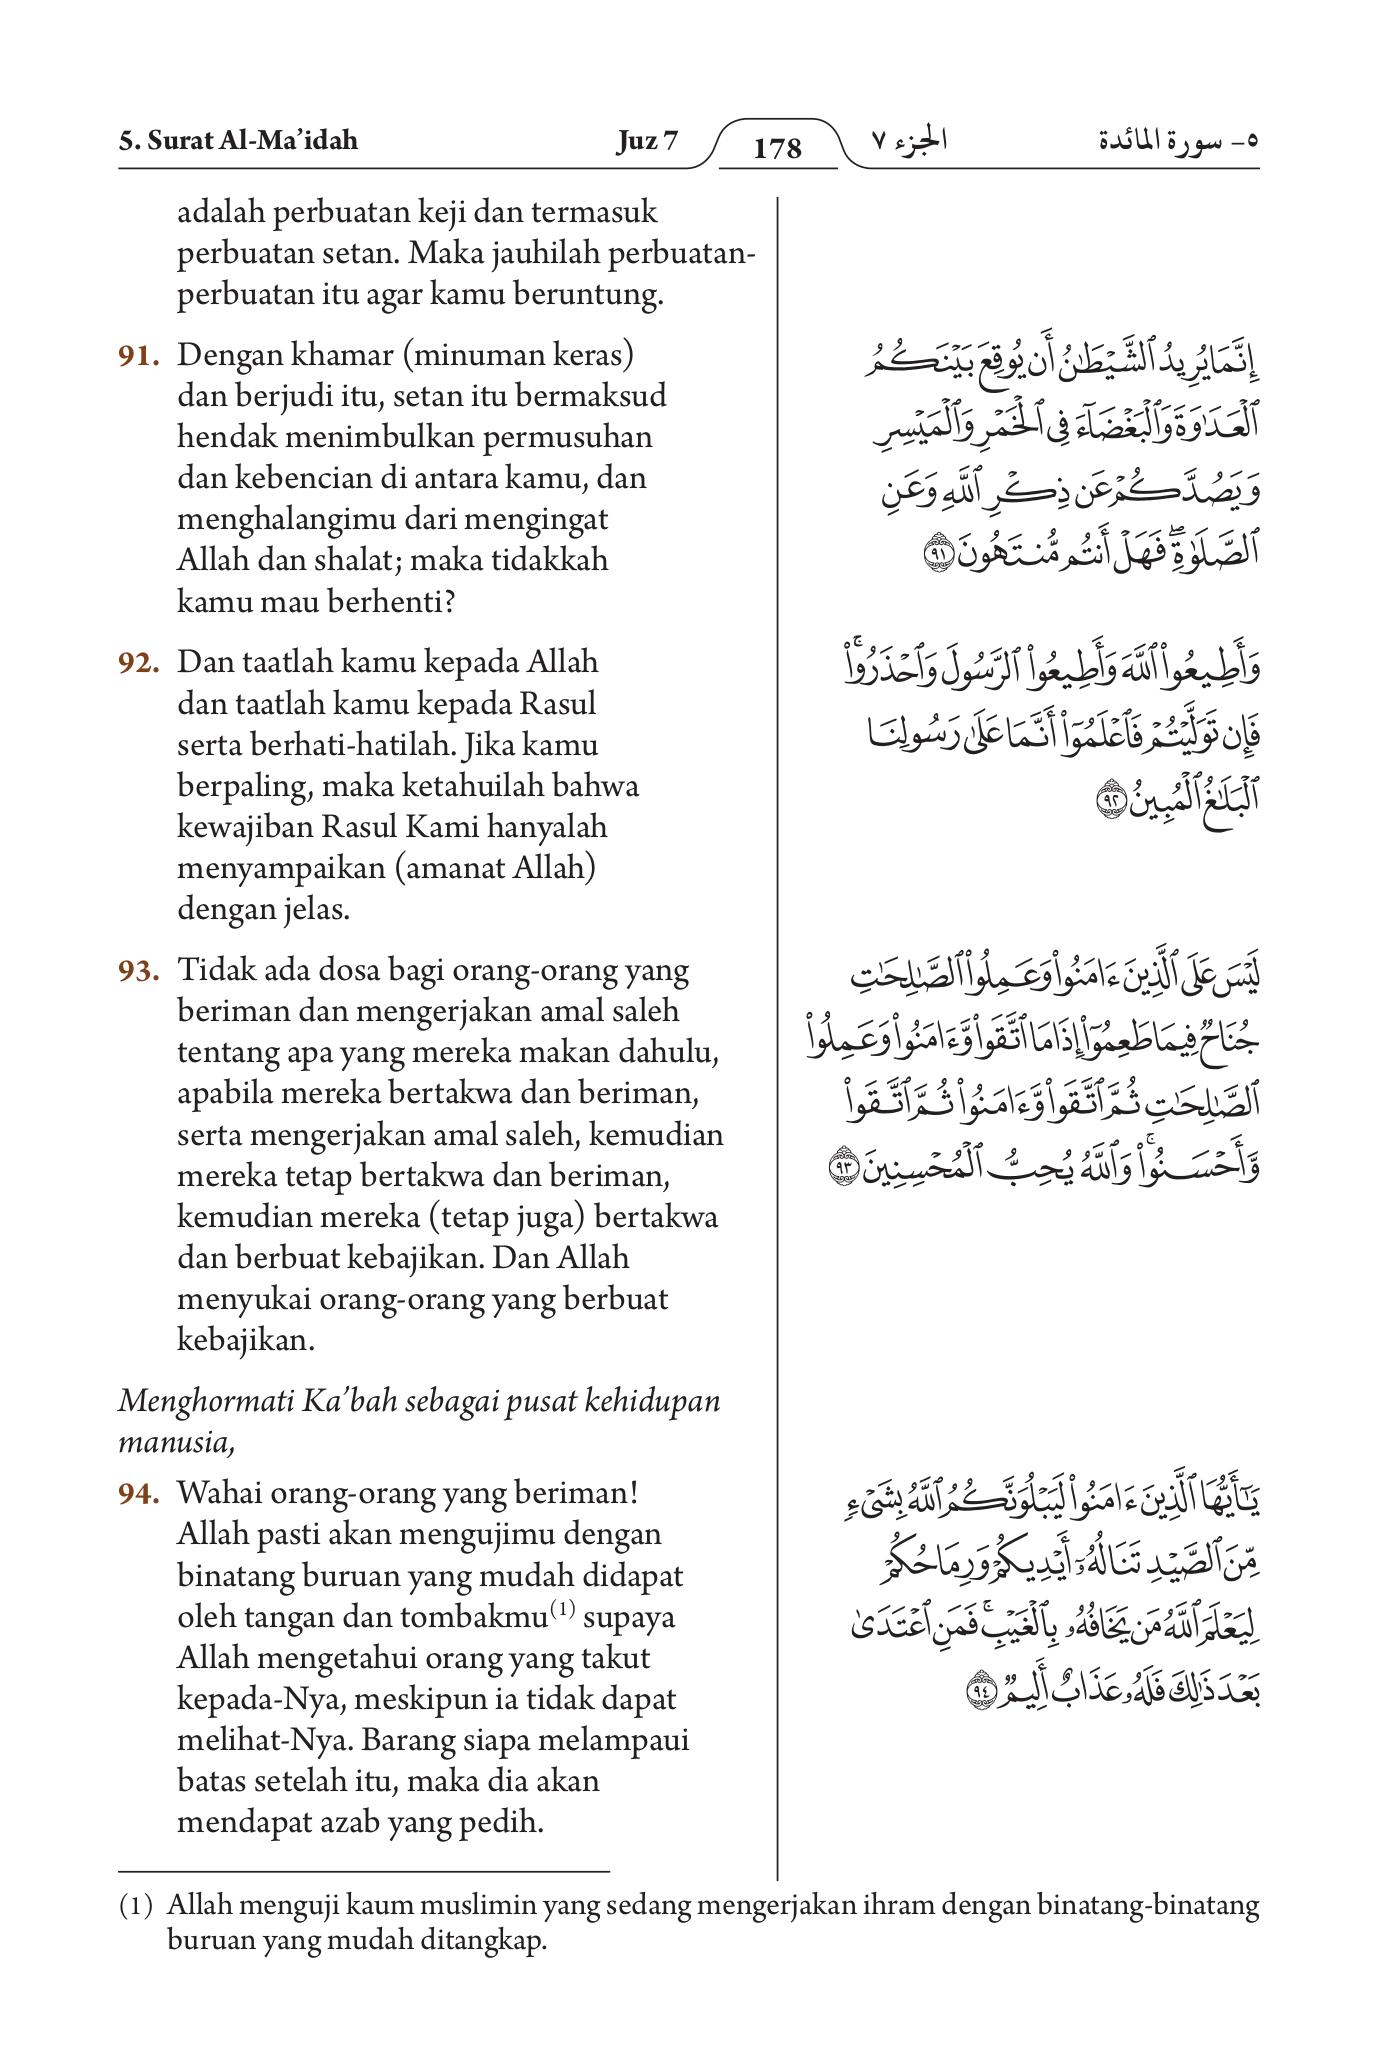 5. Surat Al-Ma’idah
Juz 7
178
الجزء ٧
٥- سورة المائدة
adalah perbuatan keji dan termasuk
perbuatan setan. Maka jauhilah perbuatan-
perbuatan itu agar kamu beruntung.
91. Dengan khamar (minuman keras)
dan berjudi itu, setan itu bermaksud
hendak menimbulkan permusuhan
dan kebencian di antara kamu, dan
menghalangimu dari mengingat
Allah dan shalat; maka tidakkah
kamu mau berhenti?
إِنَّمَا يُرِيدُ ٱلشَّيْطَٰنُ أَن يُوقِعَ بَيْنَكُمُ
ٱلْعَدَٰوَةَ وَٱلْبَغْضَآءَ فِى ٱلْخَمْرِ وَٱلْمَيْسِرِ
وَيَصُدَّكُمْ عَن ذِكْرِ ٱللَّهِ وَعَنِ
ٱلصَّلَوٰةِ ۖ فَهَلْ أَنتُم مُّنتَهُونَ ٩١
92. Dan taatlah kamu kepada Allah
dan taatlah kamu kepada Rasul
serta berhati-hatilah. Jika kamu
berpaling, maka ketahuilah bahwa
kewajiban Rasul Kami hanyalah
menyampaikan (amanat Allah)
dengan jelas.
وَأَطِيعُوا۟ ٱللَّهَ وَأَطِيعُوا۟ ٱلرَّسُولَ وَٱحْذَرُوا۟ ۚ
فَإِن تَوَلَّيْتُمْ فَٱعْلَمُوٓا۟ أَنَّمَا عَلَىٰ رَسُولِنَا
ٱلْبَلَٰغُ ٱلْمُبِينُ ٩٢
93. Tidak ada dosa bagi orang-orang yang
beriman dan mengerjakan amal saleh
tentang apa yang mereka makan dahulu,
apabila mereka bertakwa dan beriman,
serta mengerjakan amal saleh, kemudian
mereka tetap bertakwa dan beriman,
kemudian mereka (tetap juga) bertakwa
dan berbuat kebajikan. Dan Allah
menyukai orang-orang yang berbuat
kebajikan.
لَيْسَ عَلَى ٱلَّذِينَ ءَامَنُوا۟ وَعَمِلُوا۟ ٱلصَّٰلِحَٰتِ
جُنَاحٌ فِيمَا طَعِمُوٓا۟ إِذَا مَا ٱتَّقَوا۟ وَّءَامَنُوا۟ وَعَمِلُوا۟
ٱلصَّٰلِحَٰتِ ثُمَّ ٱتَّقَوا۟ وَّءَامَنُوا۟ ثُمَّ ٱتَّقَوا۟
وَّأَحْسَنُوا۟ ۚ وَٱللَّهُ يُحِبُّ ٱلْمُحْسِنِينَ ٩٣
Menghormati Ka’bah sebagai pusat kehidupan
manusia,
94. Wahai orang-orang yang beriman!
Allah pasti akan mengujimu dengan
binatang buruan yang mudah didapat
oleh tangan dan tombakmu(1) supaya
Allah mengetahui orang yang takut
kepada-Nya, meskipun ia tidak dapat
melihat-Nya. Barang siapa melampaui
batas setelah itu, maka dia akan
mendapat azab yang pedih.
يَٰٓأَيُّهَا ٱلَّذِينَ ءَامَنُوا۟ لَيَبْلُوَنَّكُمُ ٱللَّهُ بِشَىْءٍ
مِّنَ ٱلصَّيْدِ تَنَالُهُۥٓ أَيْدِيكُمْ وَرِمَاحُكُمْ
لِيَعْلَمَ ٱللَّهُ مَن يَخَافُهُۥ بِٱلْغَيْبِ ۚ فَمَنِ ٱعْتَدَىٰ
بَعْدَ ذَٰلِكَ فَلَهُۥ عَذَابٌ أَلِيمٌ ٩٤
(1) Allah menguji kaum muslimin yang sedang mengerjakan ihram dengan binatang-binatang
buruan yang mudah ditangkap.